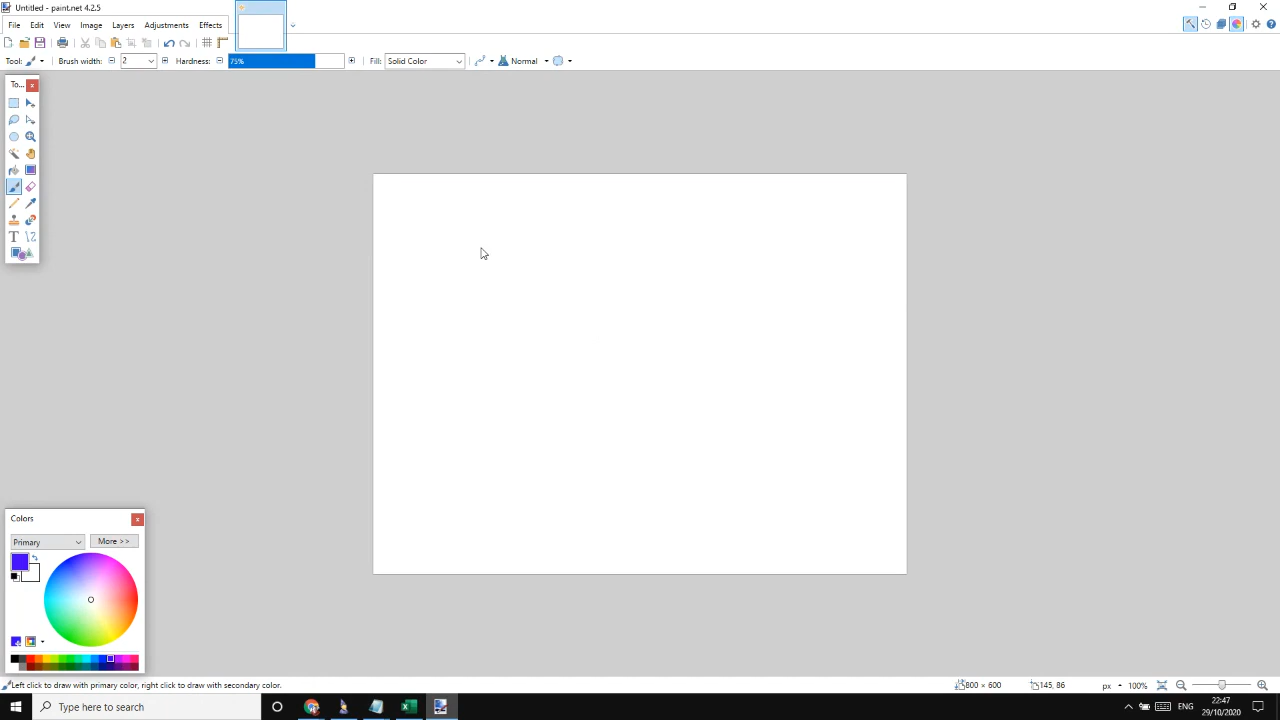 Untitled - paint.net 4.2.5
File Edit View Image Layers Adjustments Effects
Tool: Brush width: 2 Hardness: 75% Fill: Solid Color Normal
To...
Colors
Primary More >>
Left click to draw with primary color, right click to draw with secondary color. 800 × 600 145, 86 px 100%
Type here to search ENG 22:47
29/10/2020